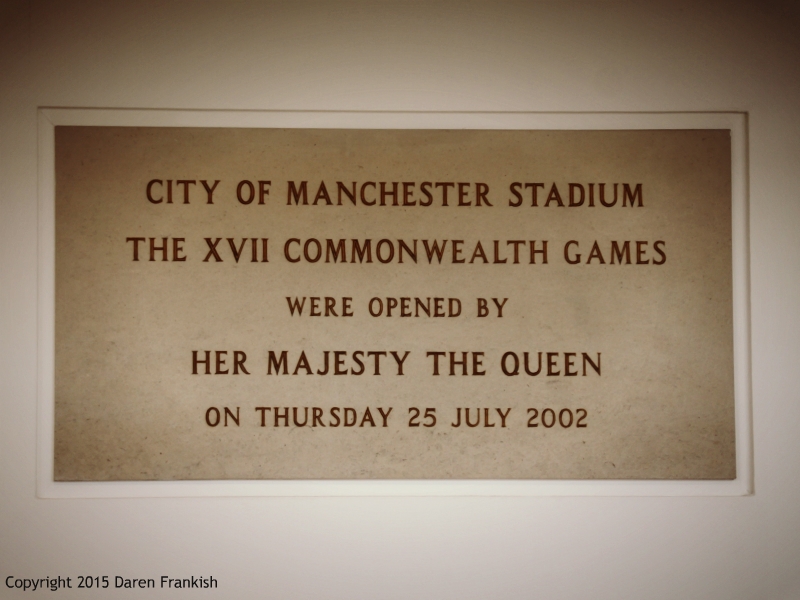 CITY OF MANCHESTER STADIUM
THE XVII COMMONWEALTH GAMES
WERE OPENED BY
HER MAJESTY THE QUEEN
ON THURSDAY 25 JULY 2002
Copyright 2015 Daren Frankish